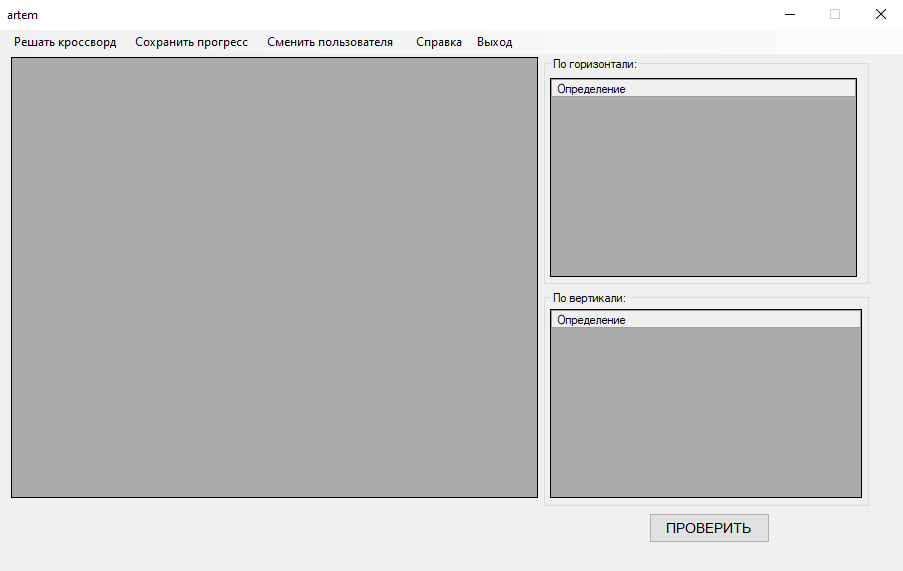 artem
Решать кроссворд Сохранить прогресс Сменить пользователя Справка Выход
По горизонтали:
Определение
По вертикали:
Определение
ПРОВЕРИТЬ